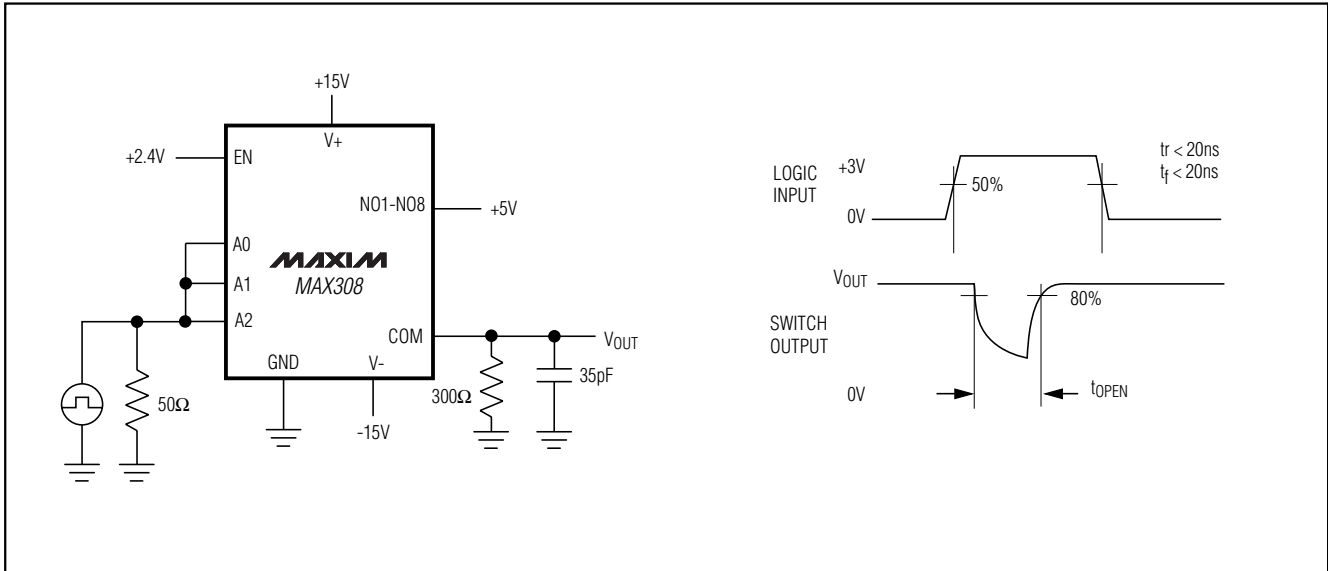 +15V
V+
+2.4V
EN
NO1-NO8
+5V
A0
MAXIM
MAX308
A1
A2
COM
VOUT
GND
V-
50Ω
300Ω
35pF
-15V
LOGIC
INPUT
+3V
50%
0V
tr < 20ns
tf < 20ns
VOUT
80%
SWITCH
OUTPUT
0V
tOPEN